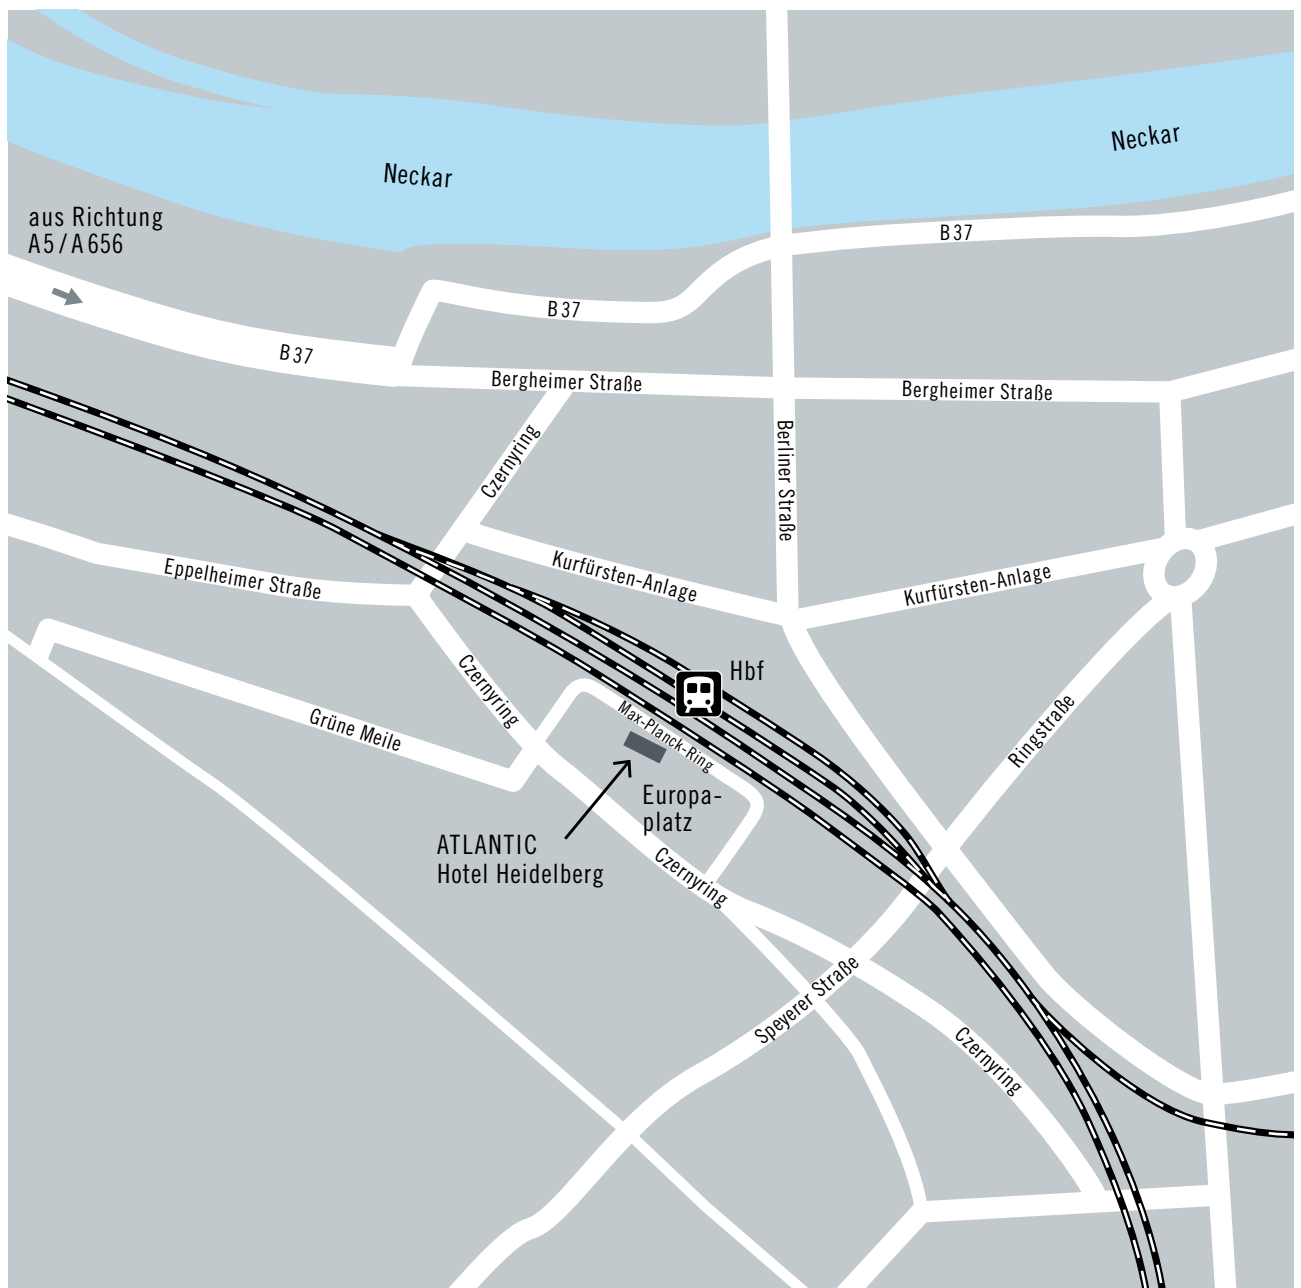 Neckar
Neckar
aus Richtung
A5/A656
B37
B37
B37
Bergheimer Straße
Bergheimer Straße
Czernyring
Berliner Straße
Eppelheimer Straße
Kurfürsten-Anlage
Kurfürsten-Anlage
Czernyring
Hbf
Grüne Meile
Max-Planck-Ring
Ringstraße
Europa-
platz
ATLANTIC
Hotel Heidelberg
Czernyring
Speyerer Straße
Czernyring